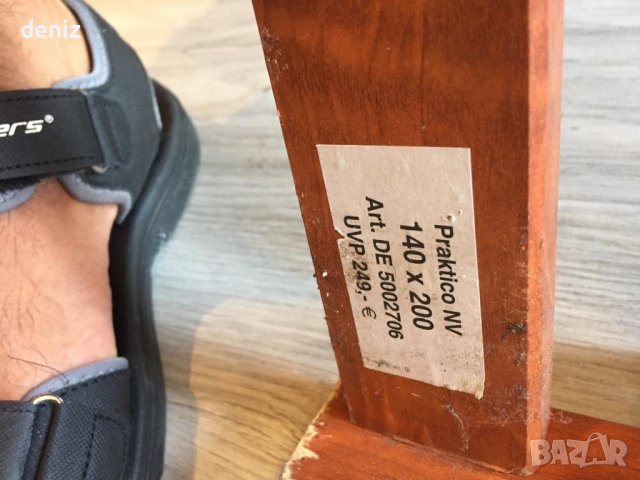 deniz
ers®
Praktico NV
140 x 200
Art. DE 5002706
UVP 249,- €
BAZAR